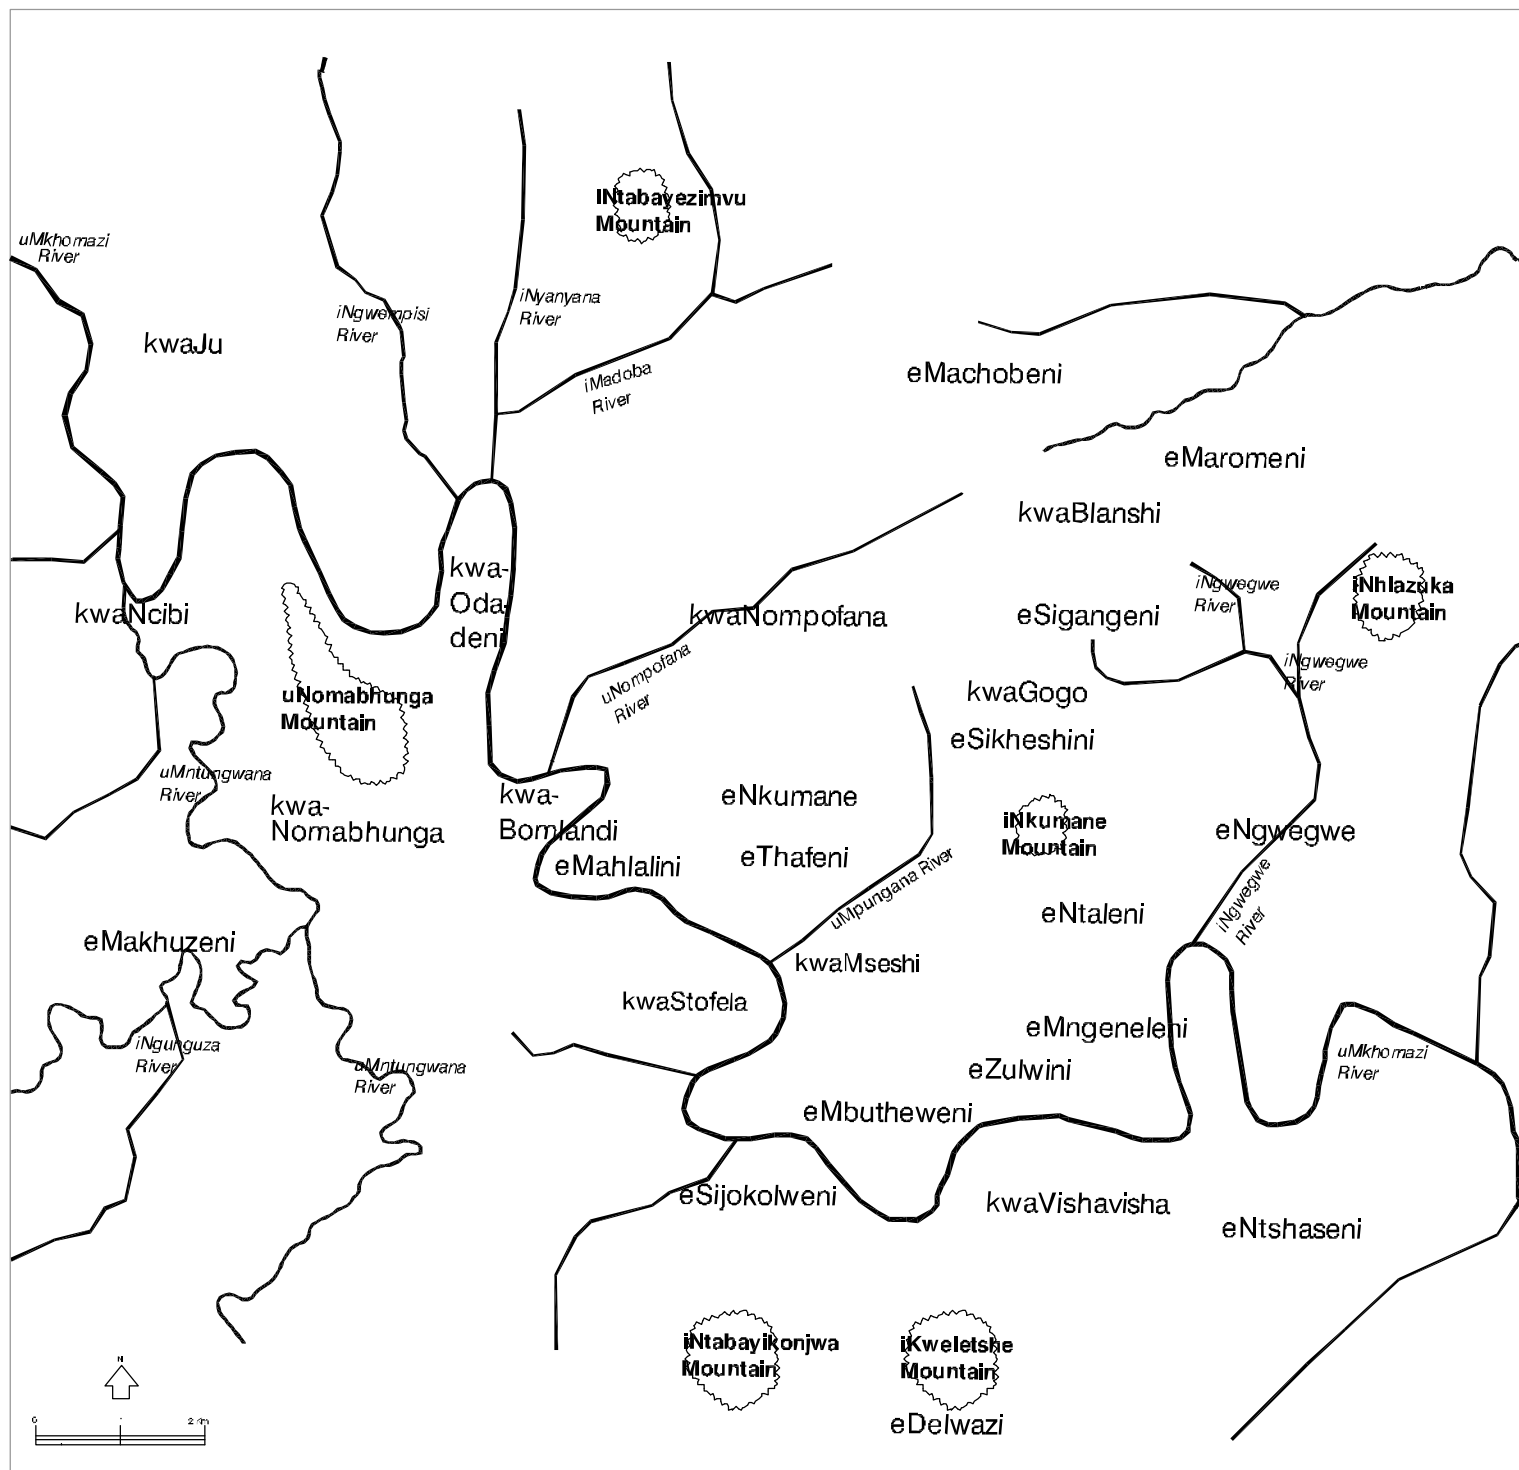 INtabayezimvu
Mountain
uMkhomazi
River
iNyanyana
River
iNgwempisi
River
kwaJu
iMadoba
River
eMachobeni
eMaromeni
kwaBlanshi
kwa-
Oda
deni
iNgwegwe
River
iNhlazuka
Mountain
kwaNcibi
kwaNompofana
eSigangeni
uNompofana
River
iNgwegwe
River
uNomabhunga
Mountain
kwaGogo
eSikheshini
uMntungwana
River
kwa-
Nomabhunga
kwa-
Bomlandi
eNkumane
iNkumane
Mountain
eNgwegwe
eMahlalini
eThafeni
uMpungana River
iNgwegwe
River
eNtaleni
eMakhuzeni
kwaMseshi
kwaStofela
eMngeneleni
iNgunguza
River
uMntungwana
River
eZulwini
uMkhomazi
River
eMbutheweni
eSijokolweni
kwaVishavisha
eNtshaseni
iNtabayikonjwa
Mountain
iKweletshe
Mountain
eDelwazi
N
0 1 2 Km